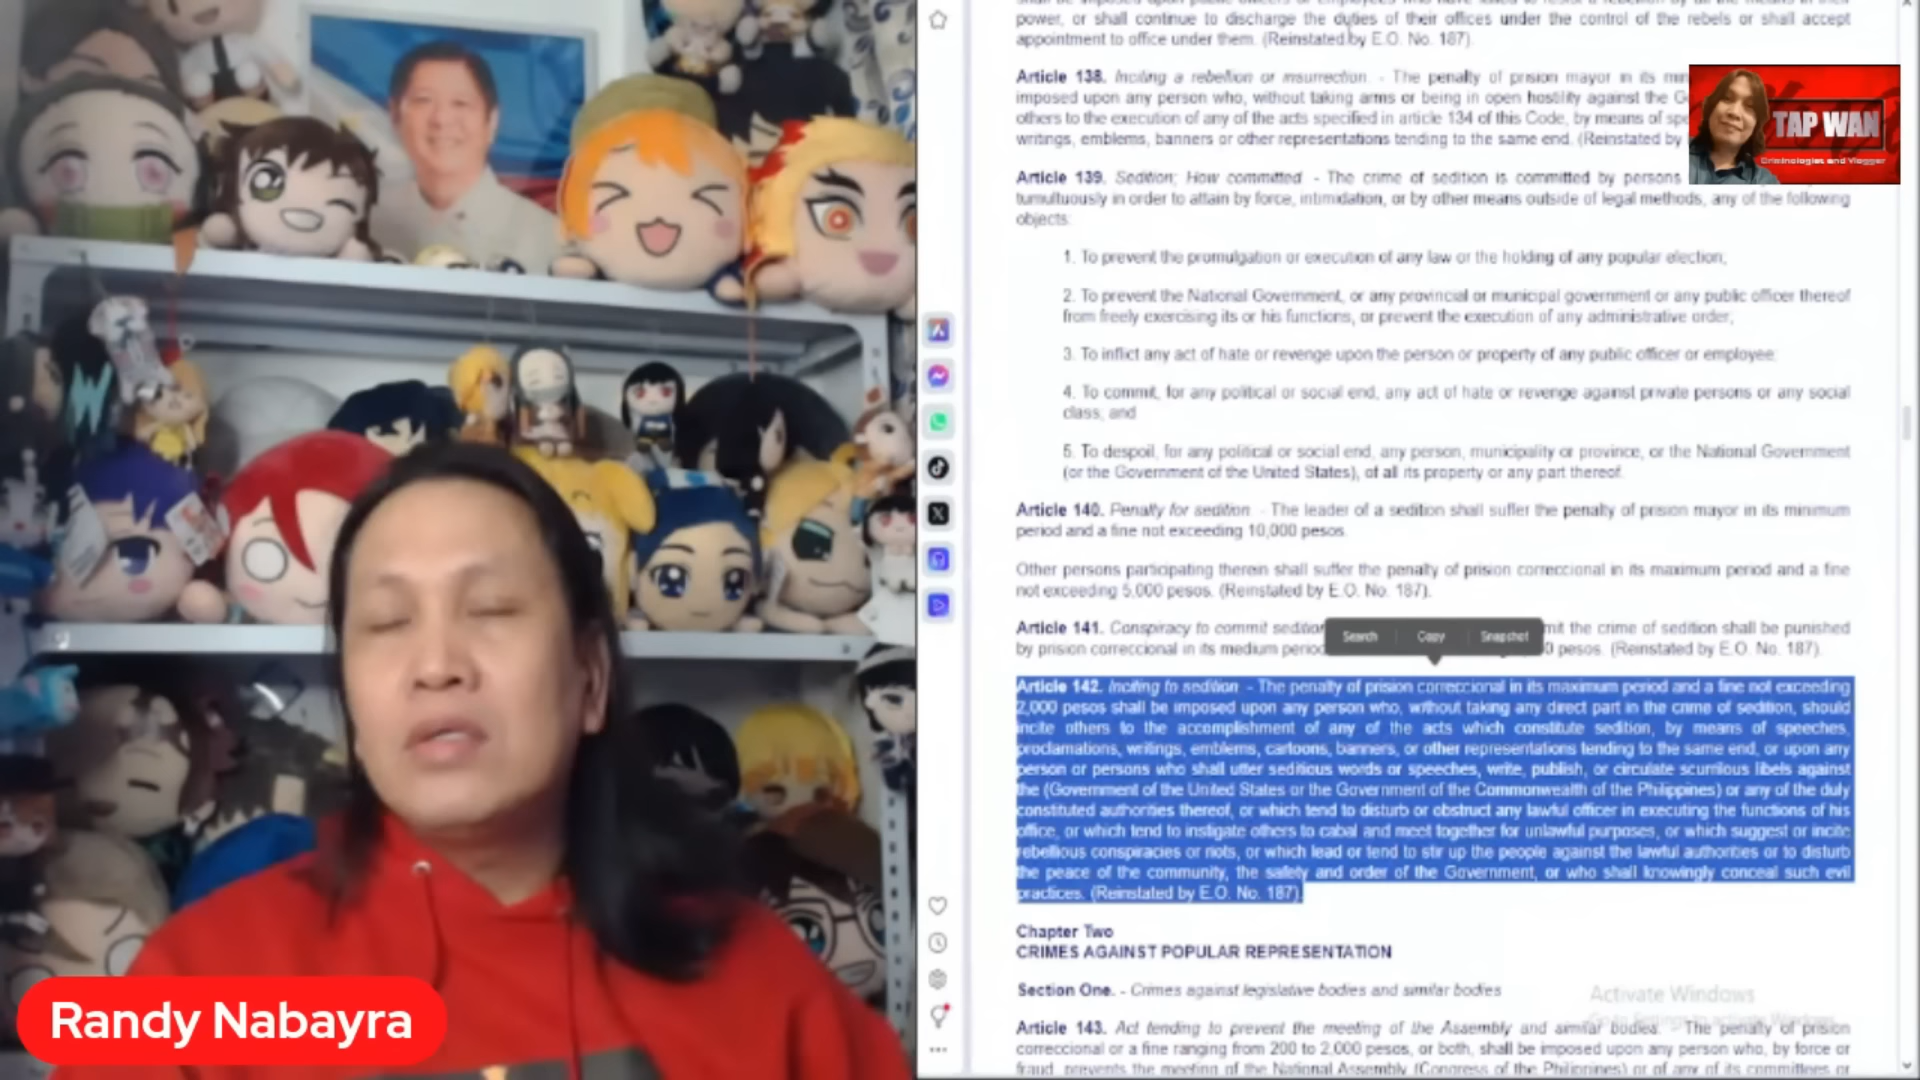 Randy Nabayra
TAP WAN
Criminologist and Vlogger
power, or shall continue to discharge the duties of their offices under the control of the rebels or shall accept
appointment to office under them. (Reinstated by E.O. No. 187).
Article 138. Inciting a rebellion or insurrection. - The penalty of prision mayor in its
imposed upon any person who, without taking arms or being in open hostility against the
others to the execution of any of the acts specified in article 134 of this Code, by means of
writings, emblems, banners or other representations tending to the same end. (Reinstated by
Article 139. Sedition; How committed. - The crime of sedition is committed by persons
tumultuously in order to attain by force, intimidation, or by other means outside of legal methods, any of the following
objects:
1. To prevent the promulgation or execution of any law or the holding of any popular election;
2. To prevent the National Government, or any provincial or municipal government or any public officer thereof
from freely exercising its or his functions, or prevent the execution of any administrative order;
3. To inflict any act of hate or revenge upon the person or property of any public officer or employee;
4. To commit, for any political or social end, any act of hate or revenge against private persons or any social
class; and
5. To despoil, for any political or social end, any person, municipality or province, or the National Government
(or the Government of the United States), of all its property or any part thereof.
Article 140. Penalty for sedition. - The leader of a sedition shall suffer the penalty of prision mayor in its minimum
period and a fine not exceeding 10,000 pesos.
Other persons participating therein shall suffer the penalty of prision correccional in its maximum period and a fine
not exceeding 5,000 pesos. (Reinstated by E.O. No. 187).
Search Copy Snapshot
Article 141. Conspiracy to commit sedition mit the crime of sedition shall be punished
by prision correccional in its medium period 0 pesos. (Reinstated by E.O. No. 187).
Article 142. Inciting to sedition. - The penalty of prision correccional in its maximum period and a fine not exceeding
2,000 pesos shall be imposed upon any person who, without taking any direct part in the crime of sedition, should
incite others to the accomplishment of any of the acts which constitute sedition, by means of speeches,
proclamations, writings, emblems, cartoons, banners, or other representations tending to the same end, or upon any
person or persons who shall utter seditious words or speeches, write, publish, or circulate scurrilous libels against
the (Government of the United States or the Government of the Commonwealth of the Philippines) or any of the duly
constituted authorities thereof, or which tend to disturb or obstruct any lawful officer in executing the functions of his
office, or which tend to instigate others to cabal and meet together for unlawful purposes, or which suggest or incite
rebellious conspiracies or riots, or which lead or tend to stir up the people against the lawful authorities or to disturb
the peace of the community, the safety and order of the Government, or who shall knowingly conceal such evil
practices. (Reinstated by E.O. No. 187).
Chapter Two
CRIMES AGAINST POPULAR REPRESENTATION
Section One. - Crimes against legislative bodies and similar bodies
Activate Windows
Go to Settings to activate Windows.
Article 143. Act tending to prevent the meeting of the Assembly and similar bodies. - The penalty of prision
correccional or a fine ranging from 200 to 2,000 pesos, or both, shall be imposed upon any person who, by force or
fraud, prevents the meeting of the National Assembly (Congress of the Philippines) or of any of its committees or